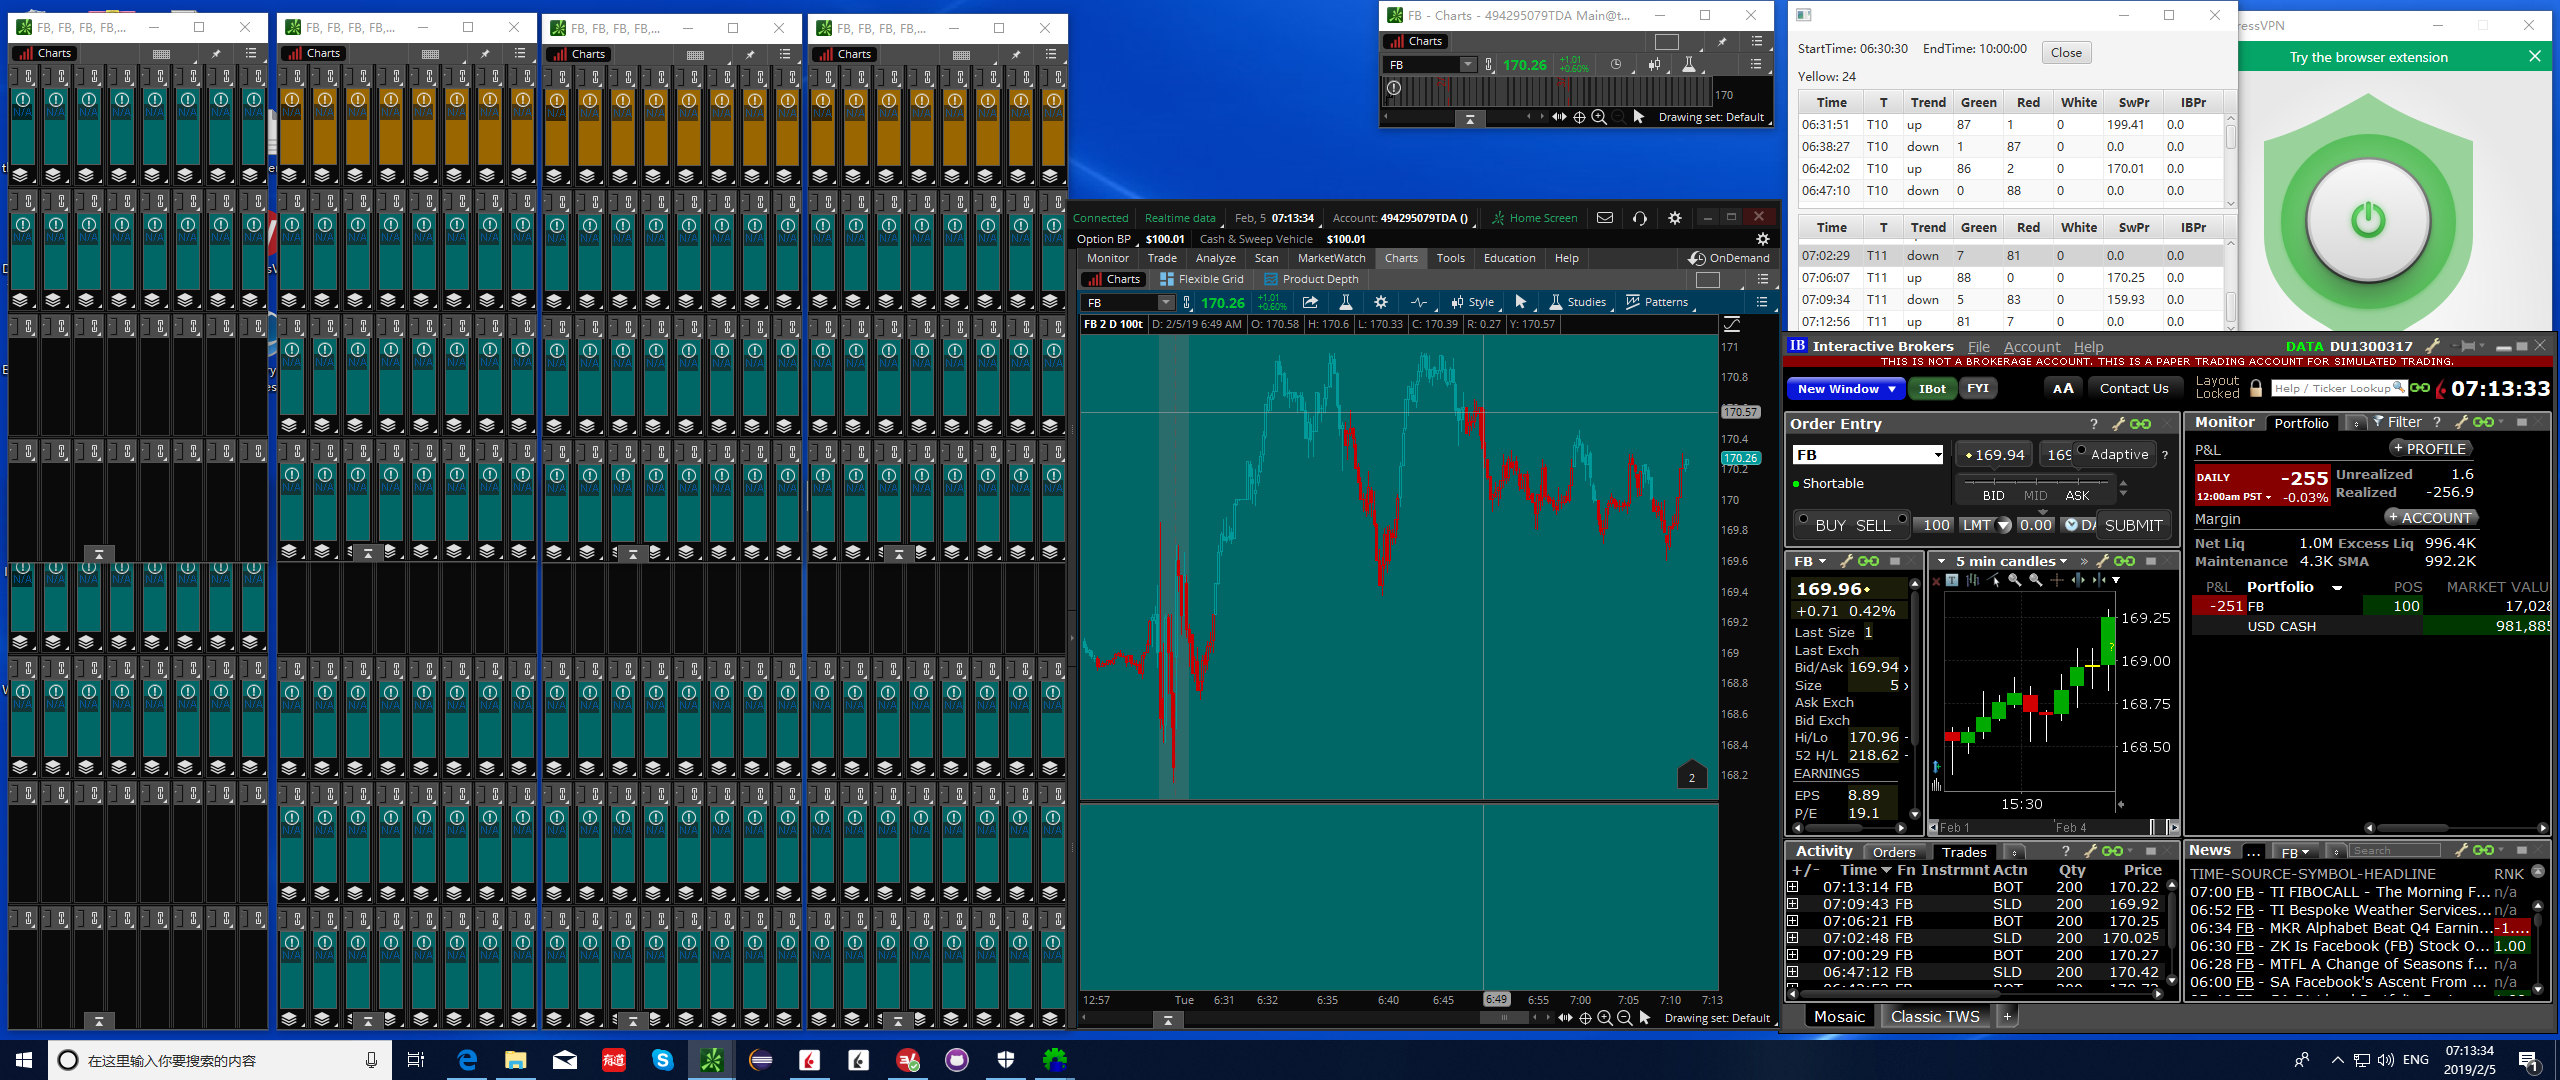 FB, FB, FB, FB,...
Charts
FB, FB, FB, FB,...
Charts
FB, FB, FB, FB,...
Charts
FB, FB, FB, FB,...
Charts
FB - Charts - 494295079TDA Main@t...
Charts
FB
170.26
+1.01
+0.60%
170
Drawing set: Default
StartTime: 06:30:30 EndTime: 10:00:00 Close
Yellow: 24
Time T Trend Green Red White SwPr IBPr
06:31:51 T10 up 87 1 0 199.41 0.0
06:38:27 T10 down 1 87 0 0.0 0.0
06:42:02 T10 up 86 2 0 170.01 0.0
06:47:10 T10 down 0 88 0 0.0 0.0
Time T Trend Green Red White SwPr IBPr
07:02:29 T11 down 7 81 0 0.0 0.0
07:06:07 T11 up 88 0 0 170.25 0.0
07:09:34 T11 down 5 83 0 159.93 0.0
07:12:56 T11 up 81 7 0 0.0 0.0
ressVPN
Try the browser extension
Connected Realtime data Feb, 5 07:13:34 Account: 494295079TDA () Home Screen
Option BP $100.01 Cash & Sweep Vehicle $100.01
Monitor Trade Analyze Scan MarketWatch Charts Tools Education Help OnDemand
Charts Flexible Grid Product Depth
FB 170.26 +1.01 +0.60% Style Studies Patterns
FB 2 D 100t D: 2/5/19 6:49 AM O: 170.58 H: 170.6 L: 170.33 C: 170.39 R: 0.27 Y: 170.57
171
170.8
170.57
170.4
170.26
170.2
170
169.8
169.6
169.4
169.2
169
168.8
168.6
168.4
168.2
2
12:57 Tue 6:31 6:32 6:35 6:40 6:45 6:49 6:55 7:00 7:05 7:10 7:13
Drawing set: Default
IB Interactive Brokers File Account Help DATA DU1300317
THIS IS NOT A BROKERAGE ACCOUNT. THIS IS A PAPER TRADING ACCOUNT FOR SIMULATED TRADING.
New Window IBot FYI AA Contact Us Layout Locked Help / Ticker Lookup 07:13:33
Order Entry ?
FB 169.94 169 Adaptive ?
Shortable
BID MID ASK
BUY SELL 100 LMT 0.00 DA SUBMIT
Monitor Portfolio Filter ?
P&L + PROFILE
DAILY -255 Unrealized 1.6
12:00am PST -0.03% Realized -256.9
Margin + ACCOUNT
Net Liq 1.0M Excess Liq 996.4K
Maintenance 4.3K SMA 992.2K
P&L Portfolio POS MARKET VALU
-251 FB 100 17,028
USD CASH 981,885
FB
169.96
+0.71 0.42%
Last Size 1
Last Exch
Bid/Ask 169.94 x
Size 5 x
Ask Exch
Bid Exch
Hi/Lo 170.96 -
52 H/L 218.62 -
EARNINGS
EPS 8.89
P/E 19.1
5 min candles
169.25
169.00
168.75
168.50
15:30
Feb 1 Feb 4
Activity Orders Trades ?
+/- Time Fn Instrmnt Actn Qty Price
07:13:14 FB BOT 200 170.22
07:09:43 FB SLD 200 169.92
07:06:21 FB BOT 200 170.25
07:02:48 FB SLD 200 170.025
07:00:29 FB BOT 200 170.27
06:47:12 FB SLD 200 170.42
News ... FB Search
TIME-SOURCE-SYMBOL-HEADLINE RNK
07:00 FB - TI FIBOCALL - The Morning F... n/a
06:52 FB - TI Bespoke Weather Services... n/a
06:34 FB - MKR Alphabet Beat Q4 Earnin... -1....
06:30 FB - ZK Is Facebook (FB) Stock O... 1.00
06:28 FB - MTFL A Change of Seasons f... n/a
06:00 FB - SA Facebook's Ascent From ... n/a
Mosaic Classic TWS +
在这里输入你要搜索的内容
有道
ENG
07:13:34
2019/2/5
1